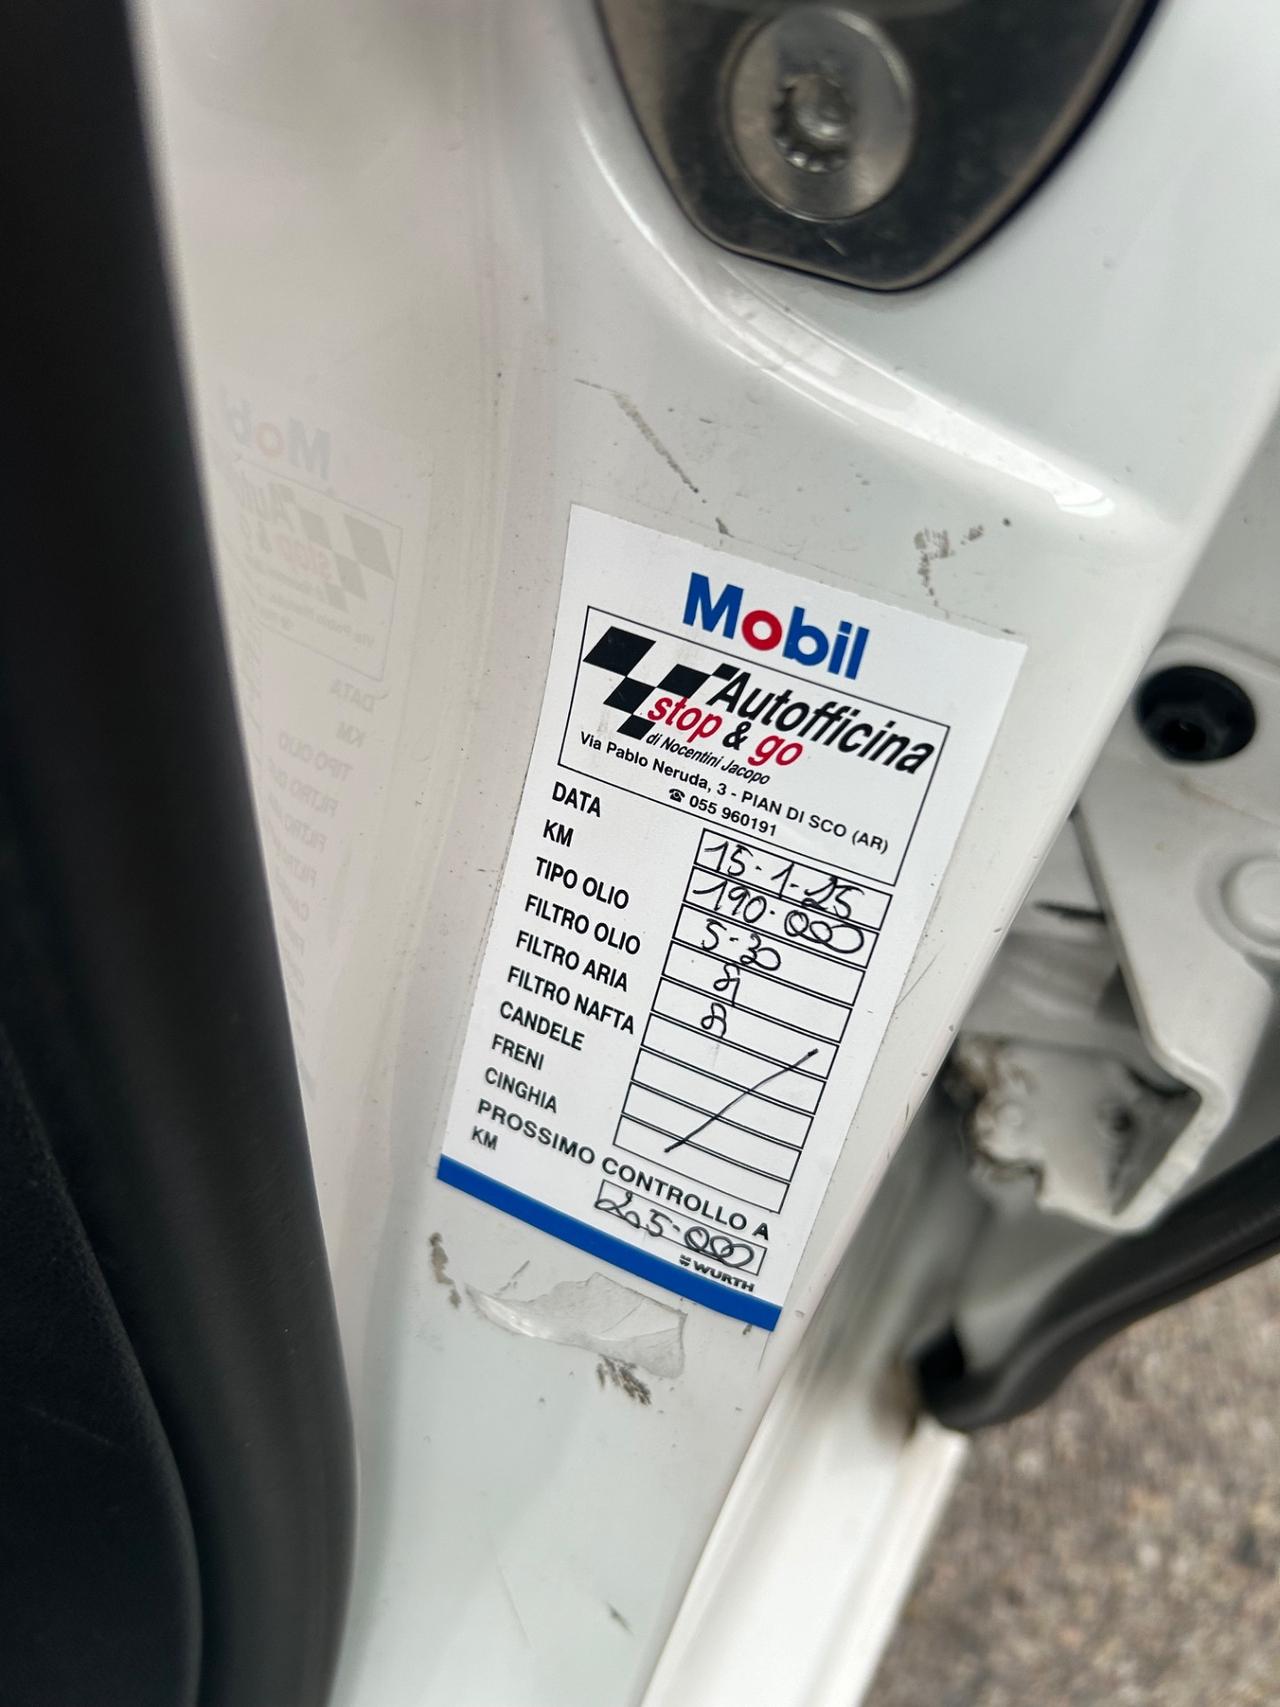 Mobil
Autofficina
stop & go
di Nocentini Jacopo
Via Pablo Neruda, 3 - PIAN DI SCO (AR)
☎ 055 960191
DATA 15-1-25
KM 190.000
TIPO OLIO 5-30
FILTRO OLIO
FILTRO ARIA
FILTRO NAFTA
CANDELE
FRENI
CINGHIA
PROSSIMO CONTROLLO A
KM 25.000
WÜRTH